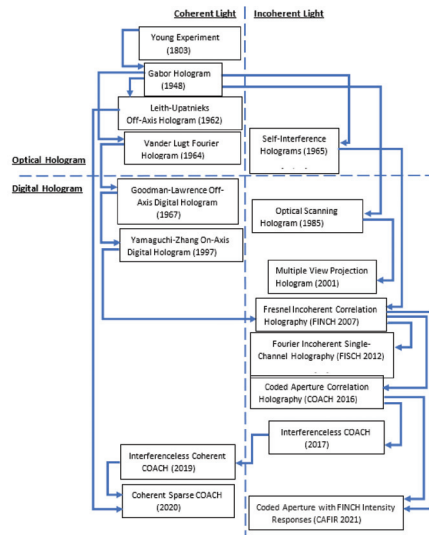 Coherent Light
Incoherent Light
Young Experiment
(1803)
Gabor Hologram
(1948)
Leith-Upatnieks
Off-Axis Hologram (1962)
Vander Lugt Fourier
Hologram (1964)
Self-Interference
Holograms (1965)
Optical Hologram
Digital Hologram
Goodman-Lawrence Off-
Axis Digital Hologram
(1967)
Optical Scanning
Hologram (1985)
Yamaguchi-Zhang On-Axis
Digital Hologram (1997)
Multiple View Projection
Hologram (2001)
Fresnel Incoherent Correlation
Holography (FINCH 2007)
Fourier Incoherent Single-
Channel Holography (FISCH 2012)
Coded Aperture Correlation
Holography (COACH 2016)
Interferenceless COACH
(2017)
Interferenceless Coherent
COACH (2019)
Coherent Sparse COACH
(2020)
Coded Aperture with FINCH Intensity
Responses (CAFIR 2021)